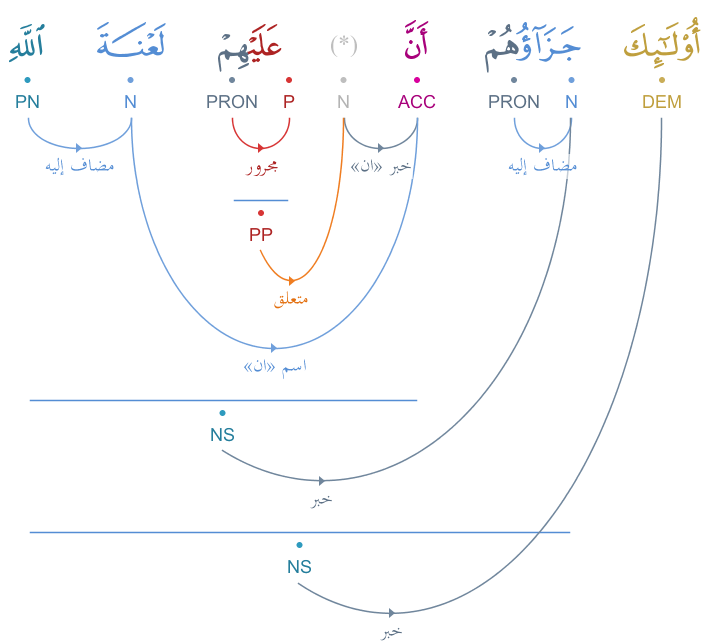 أُو۟لَـٰٓئِكَ جَزَآؤُهُمْ أَنَّ (*) عَلَيْهِمْ لَعْنَةَ ٱللَّهِ
DEM N PRON ACC N P PRON N PN
مضاف إليه خبر «ان» مجرور مضاف إليه
PP
متعلق
اسم «ان»
NS
خبر
NS
خبر